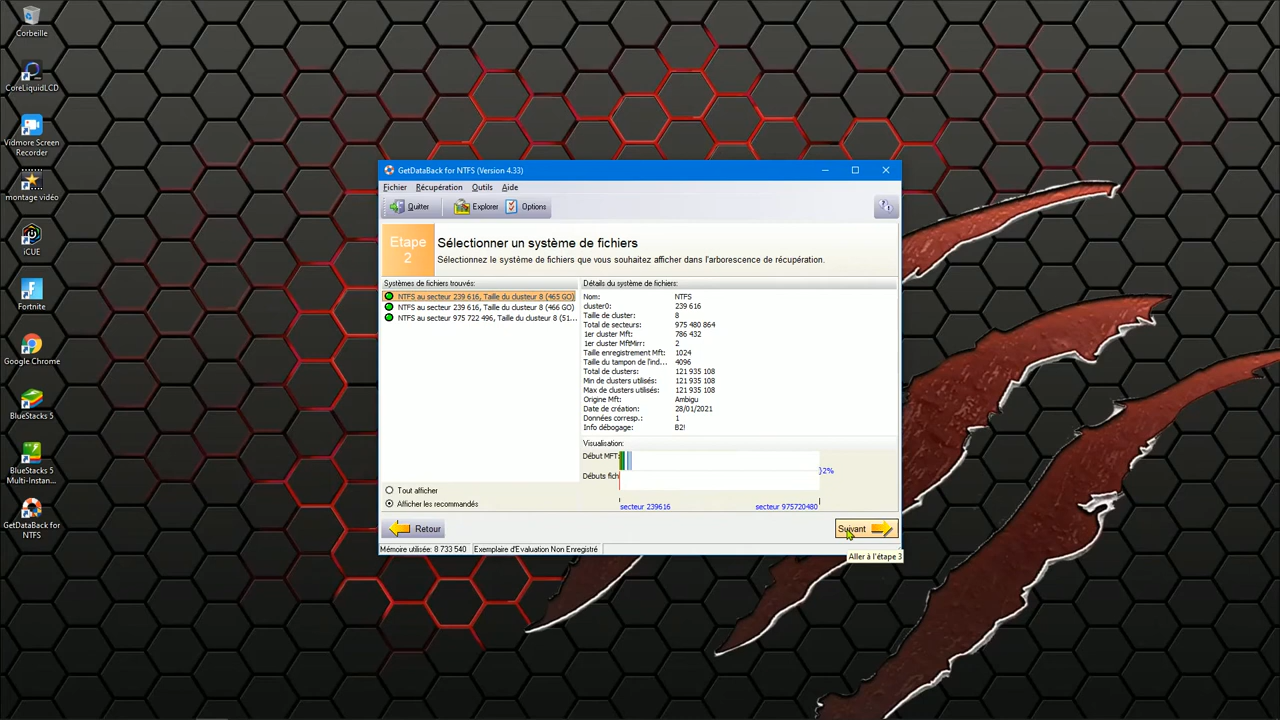 Corbeille
CoreLiquidLCD
Vidmore Screen
Recorder
montage vidéo
iCUE
Fortnite
Google Chrome
BlueStacks 5
BlueStacks 5
Multi-Instan...
GetDataBack for
NTFS
GetDataBack for NTFS (Version 4.33)
Fichier Récupération Outils Aide
Quitter Explorer Options
Etape
2
Sélectionner un système de fichiers
Sélectionnez le système de fichiers que vous souhaitez afficher dans l'arborescence de récupération.
Systèmes de fichiers trouvés:
NTFS au secteur 239 616, Taille du clusteur 8 (465 GO)
NTFS au secteur 239 616, Taille du clusteur 8 (466 GO)
NTFS au secteur 975 722 496, Taille du clusteur 8 (51...
Détails du système de fichiers:
Nom: NTFS
cluster0: 239 616
Taille de cluster: 8
Total de secteurs: 975 480 864
1er cluster Mft: 786 432
1er cluster MftMirr: 2
Taille enregistrement Mft: 1024
Taille du tampon de l'ind... 4096
Total de clusters: 121 935 108
Min de clusters utilisés: 121 935 108
Max de clusters utilisés: 121 935 108
Origine Mft: Ambigu
Date de création: 28/01/2021
Données corresp.: 1
Info débogage: B2!
Visualisation:
Début MFT:
Débuts fich
}2%
secteur 239616 secteur 975720480
Tout afficher
Afficher les recommandés
Retour
Suivant
Mémoire utilisée: 8 733 540 Exemplaire d'Evaluation Non Enregistré
Aller à l'étape 3